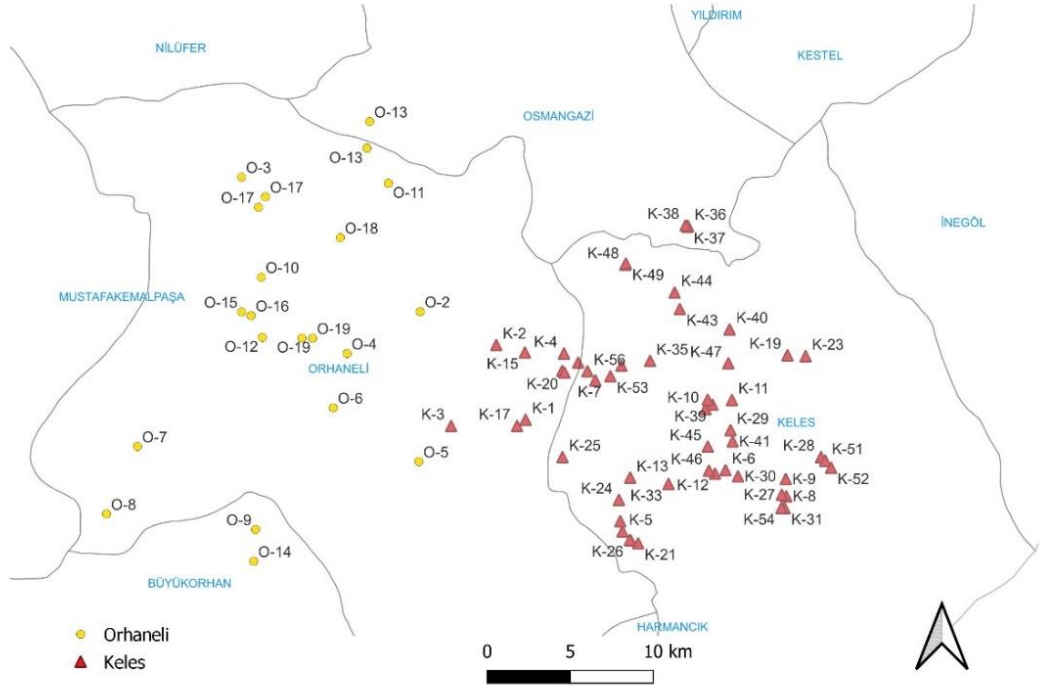 YILDIRIM
NİLÜFER
KESTEL
O-13
OSMANGAZİ
O-13
O-3
O-11
O-17
O-17
K-38
K-36
İNEGÖL
O-18
K-37
K-48
O-10
K-49
K-44
MUSTAFAKEMALPAŞA
O-15
O-16
O-2
K-43
K-40
K-2
K-4
O-12
O-19
O-19
O-4
K-15
K-56
K-35
K-47
K-19
K-23
ORHANELİ
K-20
K-7
K-53
O-6
K-10
K-11
K-3
K-17
K-1
K-39
K-29
KELES
O-7
O-5
K-25
K-45
K-41
K-28
K-51
K-13
K-46
K-6
K-30
K-9
K-52
K-24
K-33
K-12
K-27
K-8
O-8
O-9
K-5
K-54
K-31
O-14
K-26
K-21
BÜYÜKORHAN
HARMANCIK
Orhaneli
Keles
0 5 10 km